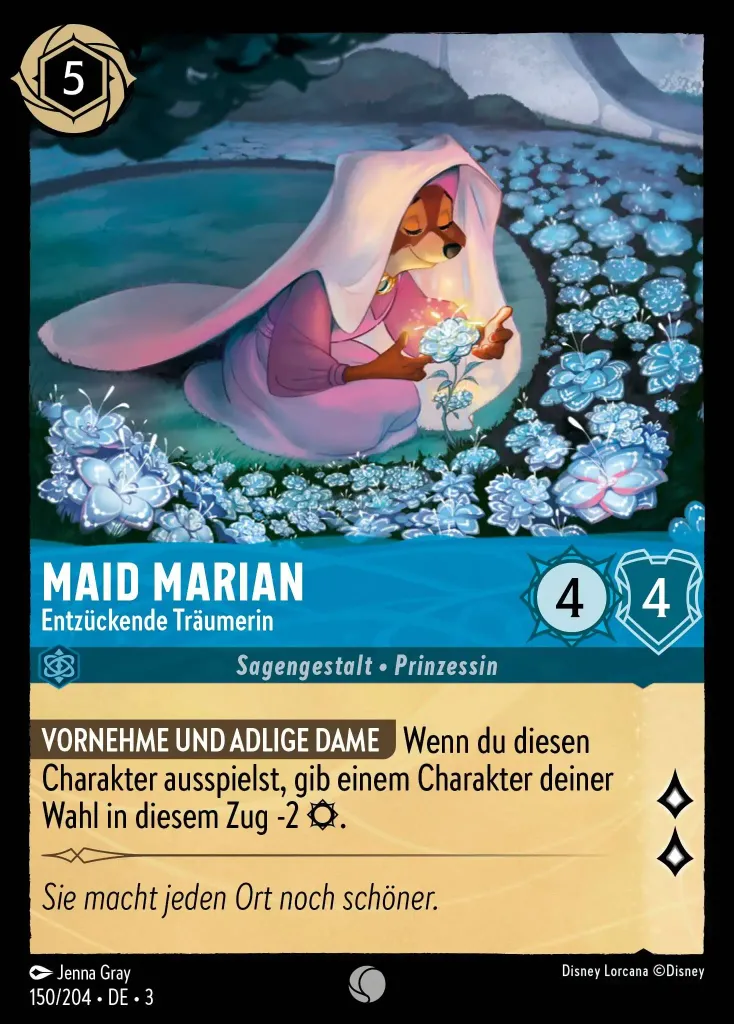 5
MAID MARIAN
Entzückende Träumerin
4
4
Sagengestalt • Prinzessin
VORNEHME UND ADLIGE DAME Wenn du diesen
Charakter ausspielst, gib einem Charakter deiner
Wahl in diesem Zug -2 .
Sie macht jeden Ort noch schöner.
Jenna Gray
Disney Lorcana ©Disney
150/204 • DE • 3